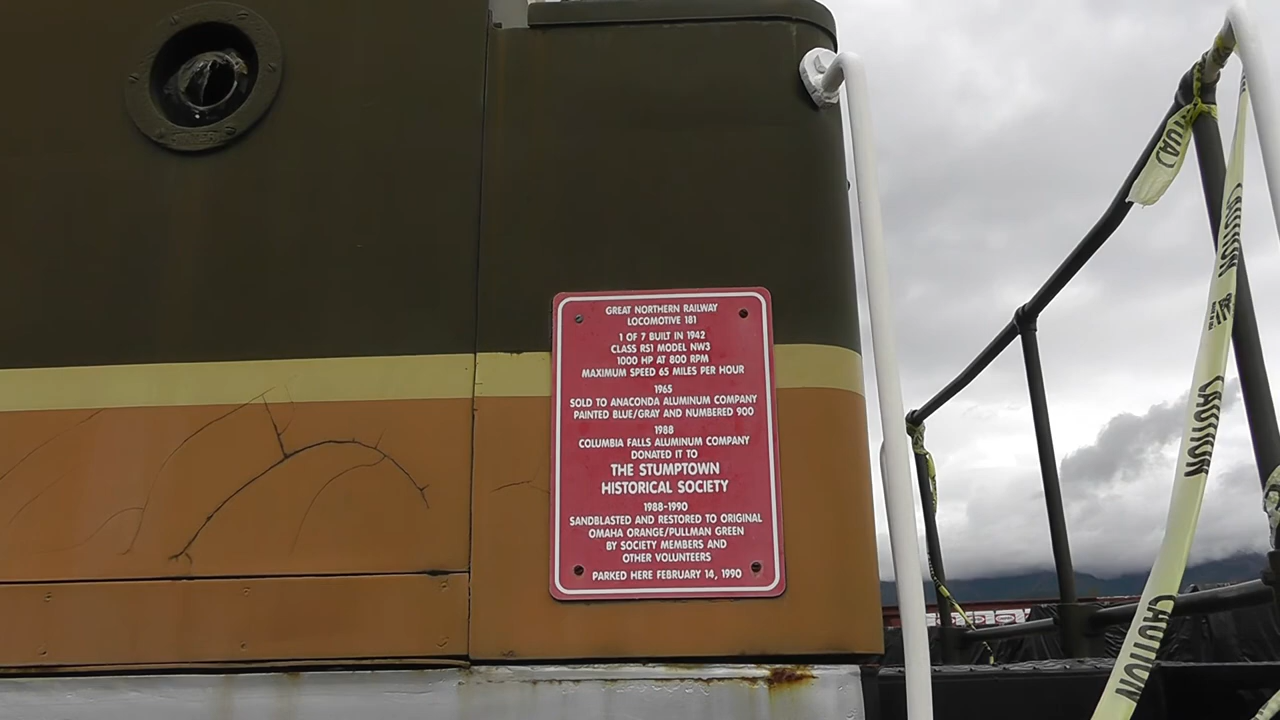 GREAT NORTHERN RAILWAY
LOCOMOTIVE 181
1 OF 7 BUILT IN 1942
CLASS RS1 MODEL NW3
1000 HP AT 800 RPM
MAXIMUM SPEED 65 MILES PER HOUR
1965
SOLD TO ANACONDA ALUMINUM COMPANY
PAINTED BLUE/GRAY AND NUMBERED 900
1988
COLUMBIA FALLS ALUMINUM COMPANY
DONATED IT TO
THE STUMPTOWN
HISTORICAL SOCIETY
1988-1990
SANDBLASTED AND RESTORED TO ORIGINAL
OMAHA ORANGE/PULLMAN GREEN
BY SOCIETY MEMBERS AND
OTHER VOLUNTEERS
PARKED HERE FEBRUARY 14, 1990
CAUTION
CAUTION
CAUTION